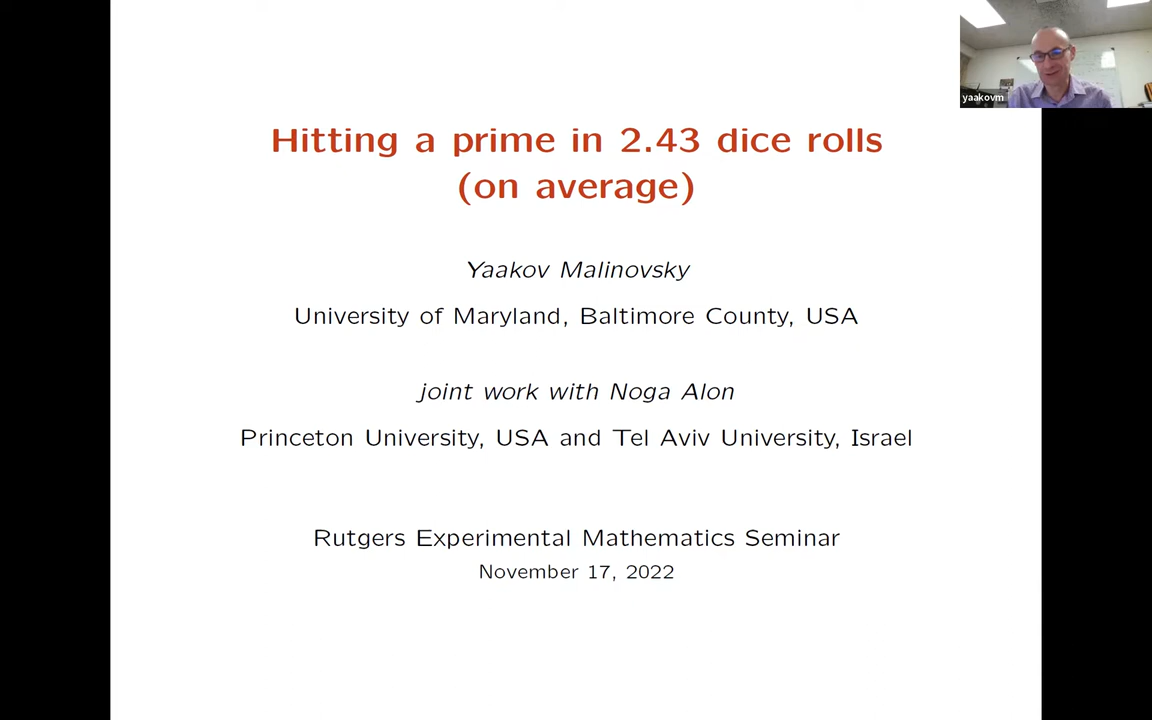 yaakovm
Hitting a prime in 2.43 dice rolls
(on average)
Yaakov Malinovsky
University of Maryland, Baltimore County, USA
joint work with Noga Alon
Princeton University, USA and Tel Aviv University, Israel
Rutgers Experimental Mathematics Seminar
November 17, 2022